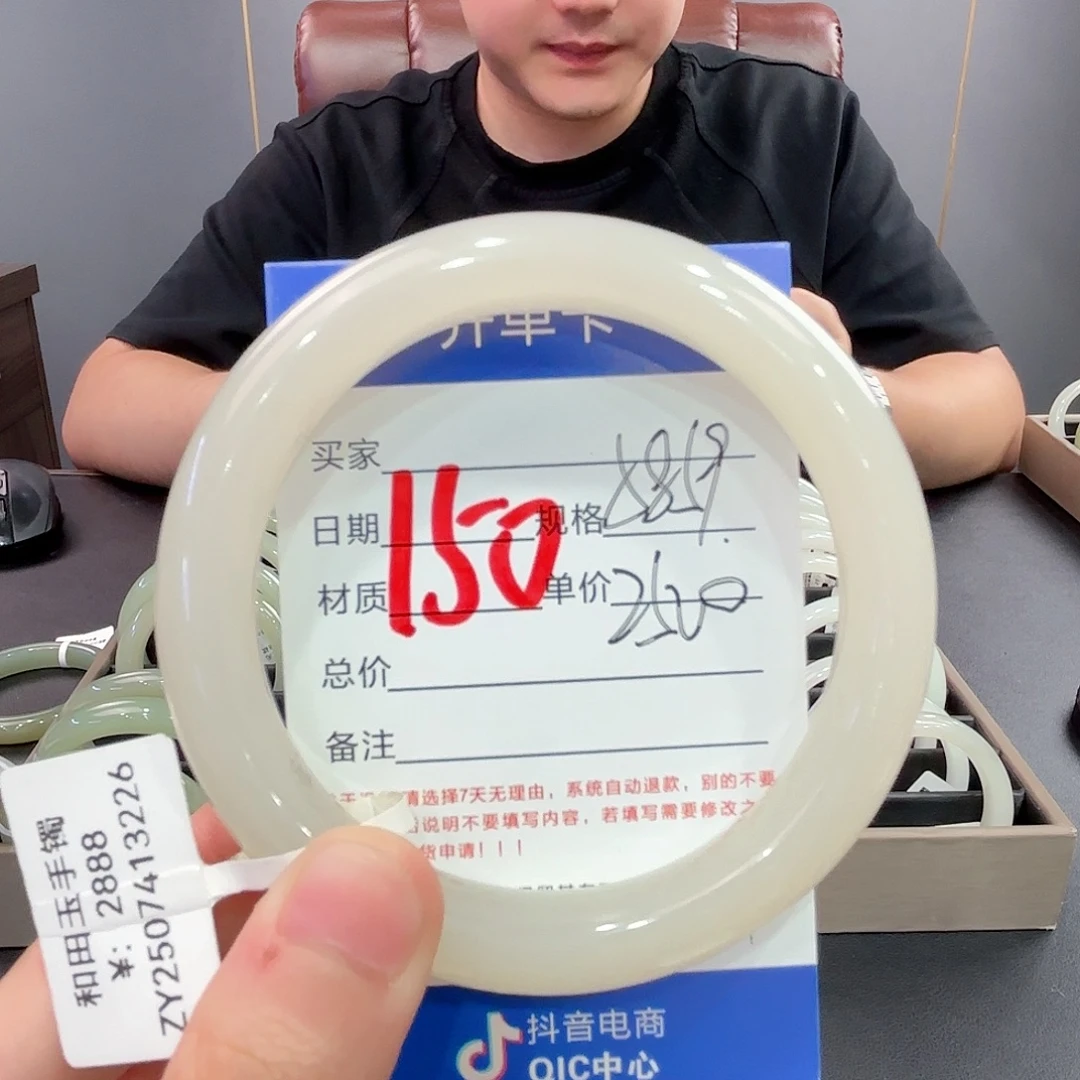 开单卡
买家
日期 150 规格
材质 单价 2500
总价
备注
请选择7天无理由，系统自动退款，别的不要
说明不要填写内容，若填写需要修改之
货申请！！！
抖音电商
QIC中心
和田玉手镯
¥: 2888
ZY2507413226